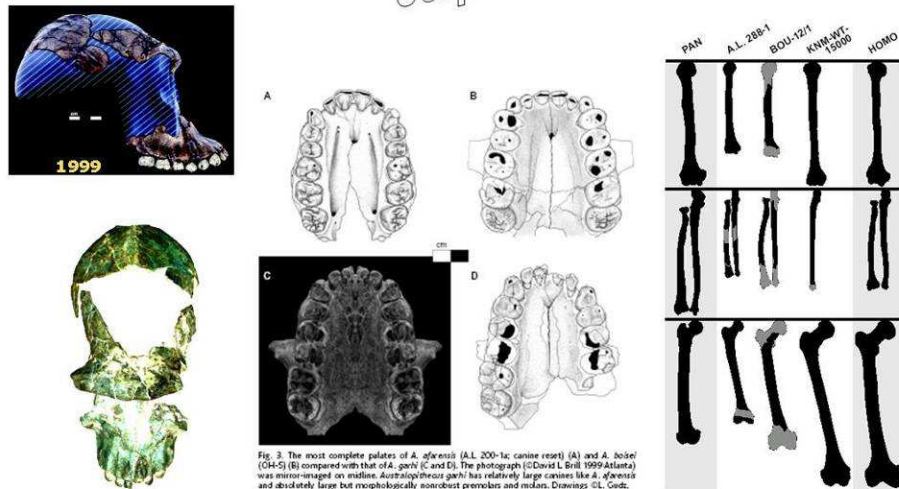 1999
A
B
cm
C
D
Fig. 3. The most complete palates of A. afarensis (A.L. 200-1a; canine reset) (A) and A. boisei
(OH-5) (B) compared with that of A. garhi (C and D). The photograph (©David L. Brill 1999\Atlanta)
was mirror-imaged on midline. Australopithecus garhi has relatively large canines like A. afarensis
and absolutely large but morphologically nonrobust premolars and molars. Drawings ©L. Gudz.
PAN
A.L. 288-1
BOU-12/1
KNM-WT-
15000
HOMO